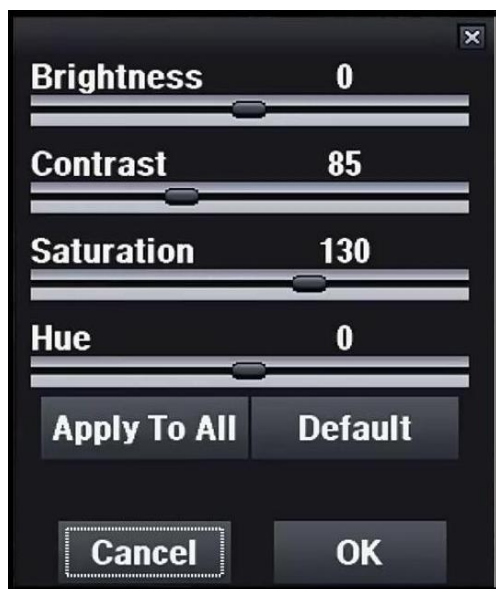 Brightness 0
Contrast 85
Saturation 130
Hue 0
Apply To All Default
Cancel OK